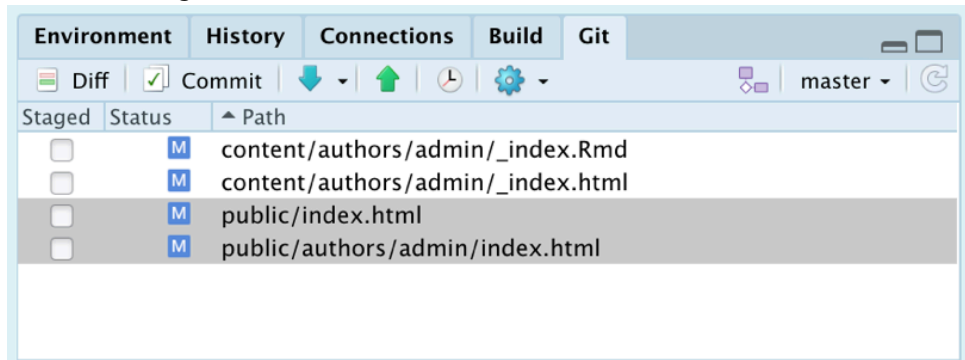 Environment History Connections Build Git
Diff Commit master
Staged Status Path
M content/authors/admin/_index.Rmd
M content/authors/admin/_index.html
M public/index.html
M public/authors/admin/index.html